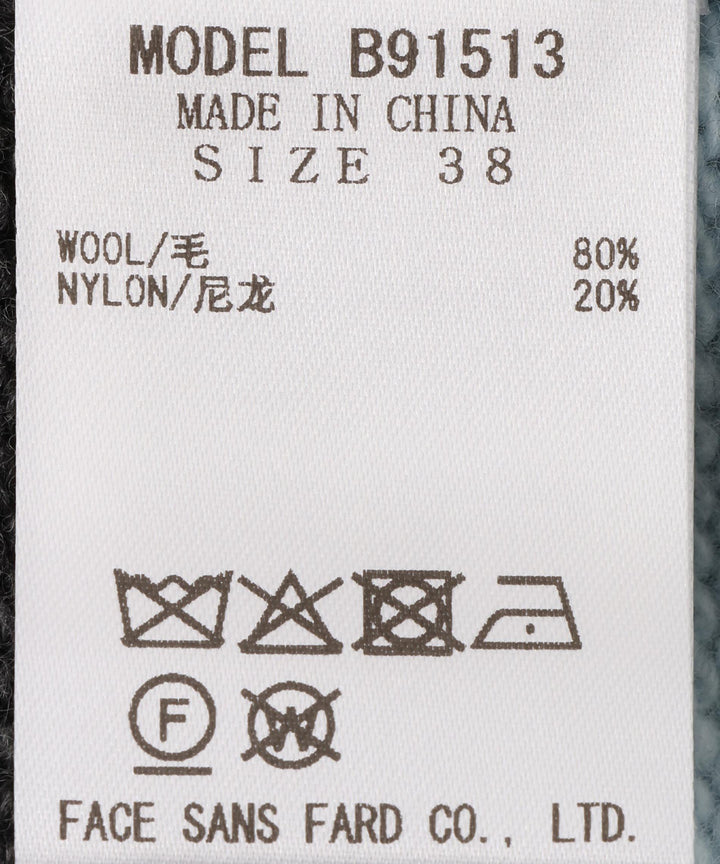 MODEL B91513
MADE IN CHINA
SIZE 38
WOOL/毛 80%
NYLON/尼龙 20%
F W
FACE SANS FARD CO., LTD.